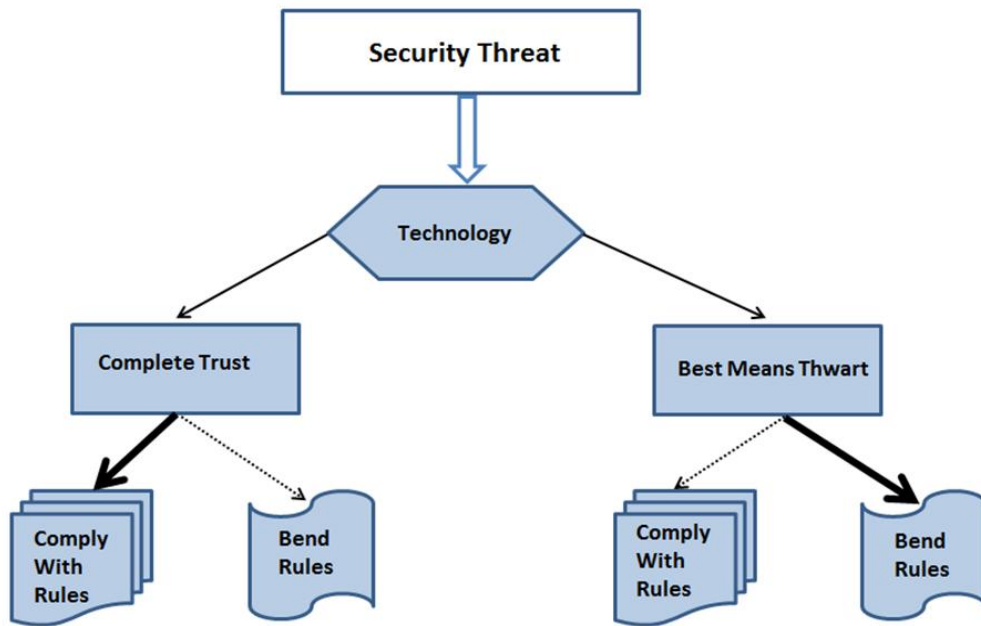 Security Threat
Technology
Complete Trust
Best Means Thwart
Comply
With
Rules
Bend
Rules
Comply
With
Rules
Bend
Rules